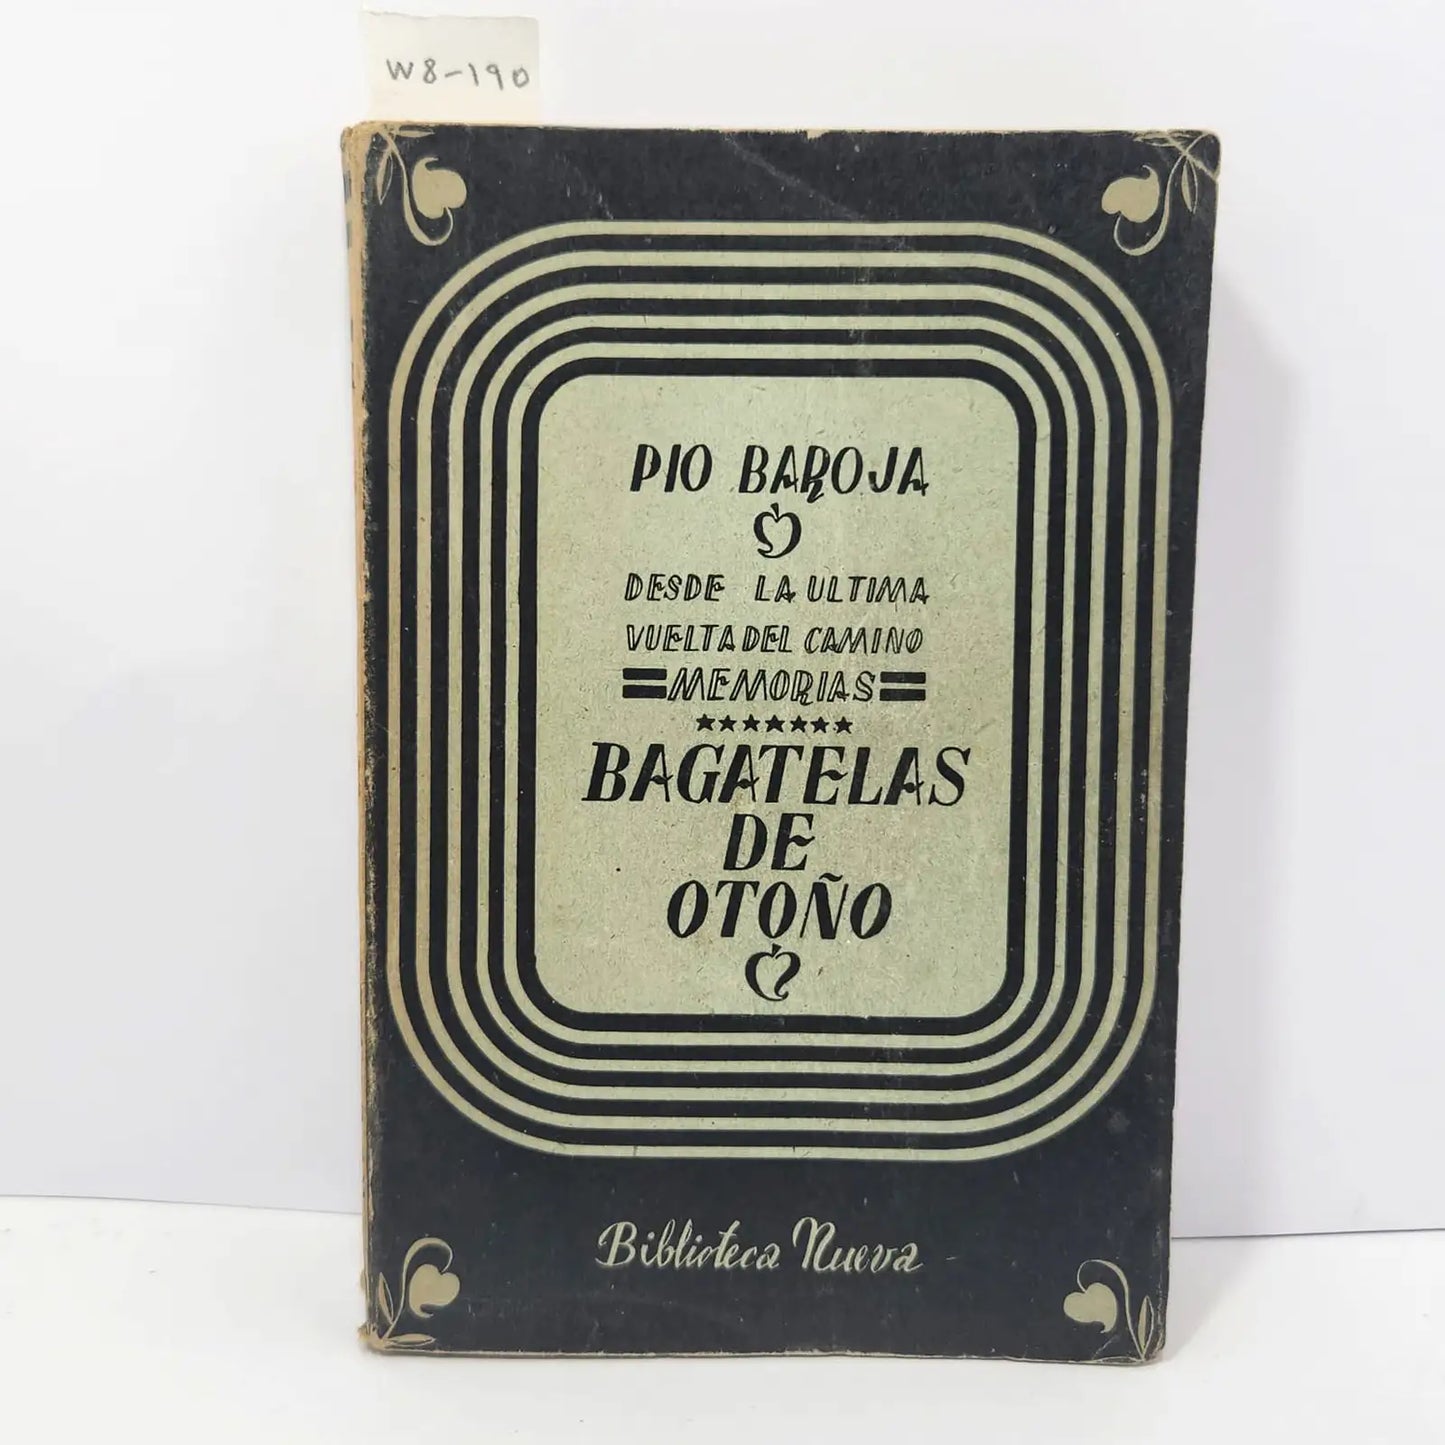 W8-190
PIO BAROJA
DESDE LA ULTIMA
VUELTA DEL CAMINO
=MEMORIAS=
★★★★★★★
BAGATELAS
DE
OTOÑO
Biblioteca Nueva